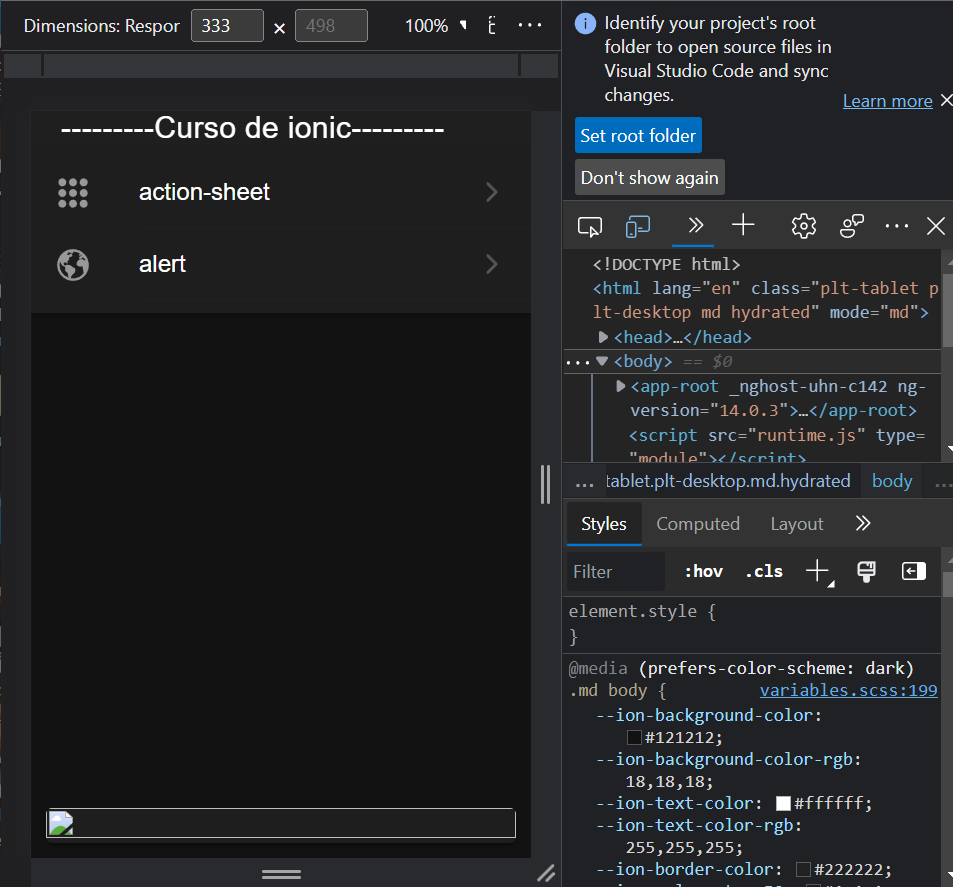 Dimensions: Respor 333 × 498 100%
---------Curso de ionic---------
action-sheet
alert
Identify your project's root
folder to open source files in
Visual Studio Code and sync
changes.
Learn more
Set root folder
Don't show again
<!DOCTYPE html>
<html lang="en" class="plt-tablet p
lt-desktop md hydrated" mode="md">
<head>…</head>
<body> == $0
<app-root _nghost-uhn-c142 ng-
version="14.0.3">…</app-root>
<script src="runtime.js" type=
"module"></script>
... tablet.plt-desktop.md.hydrated body ...
Styles Computed Layout
Filter :hov .cls
element.style {
}
@media (prefers-color-scheme: dark)
.md body { variables.scss:199
--ion-background-color:
#121212;
--ion-background-color-rgb:
18,18,18;
--ion-text-color: #ffffff;
--ion-text-color-rgb:
255,255,255;
--ion-border-color: #222222;